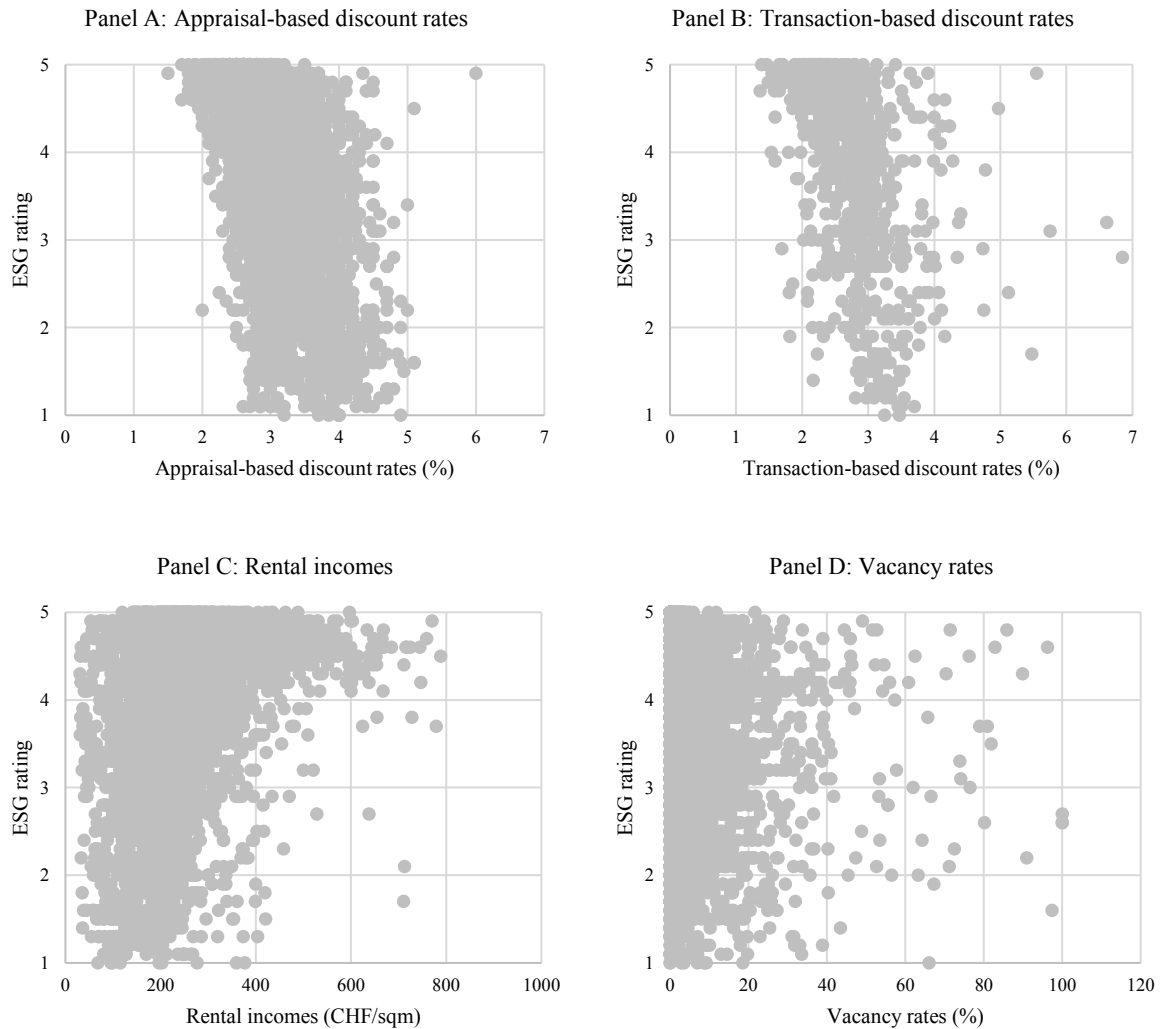 Panel A: Appraisal-based discount rates
5
4
3
2
1
ESG rating
0 1 2 3 4 5 6 7
Appraisal-based discount rates (%)
Panel B: Transaction-based discount rates
5
4
3
2
1
ESG rating
0 1 2 3 4 5 6 7
Transaction-based discount rates (%)
Panel C: Rental incomes
5
4
3
2
1
ESG rating
0 200 400 600 800 1000
Rental incomes (CHF/sqm)
Panel D: Vacancy rates
5
4
3
2
1
ESG rating
0 20 40 60 80 100 120
Vacancy rates (%)